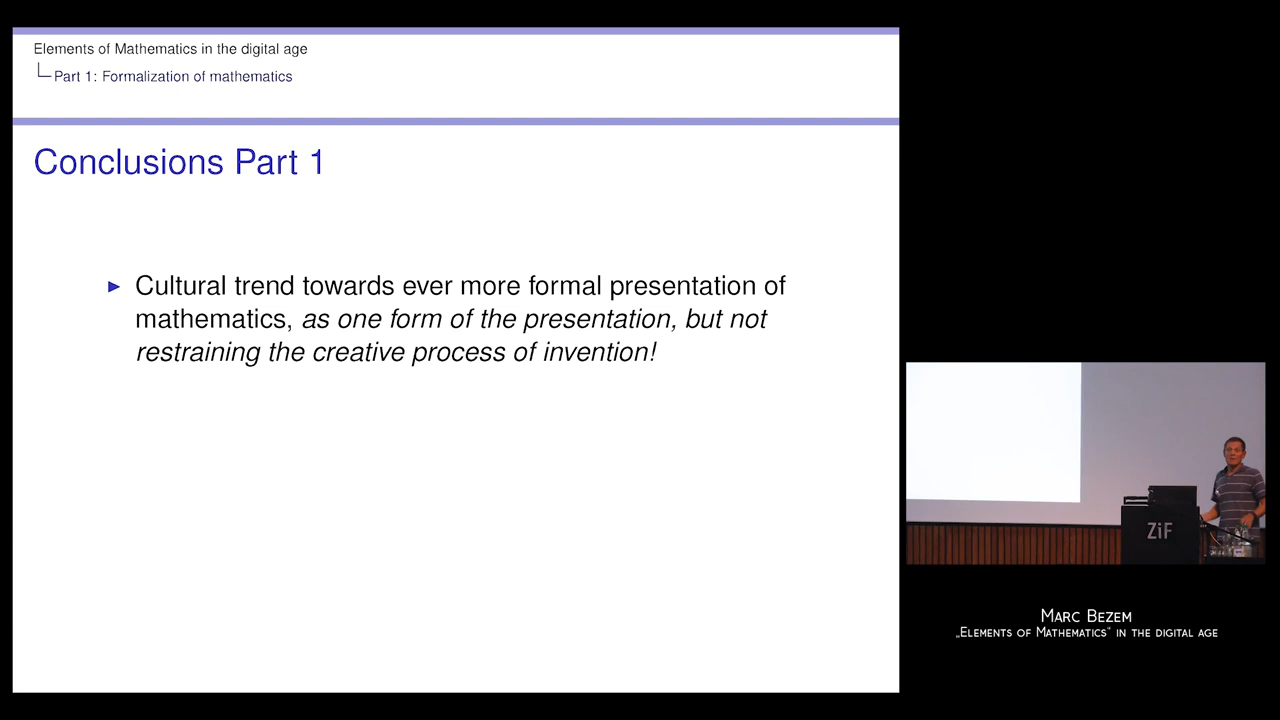 Elements of Mathematics in the digital age
Part 1: Formalization of mathematics
Conclusions Part 1
Cultural trend towards ever more formal presentation of
mathematics, as one form of the presentation, but not
restraining the creative process of invention!
ZiF
Marc Bezem
„Elements of Mathematics“ in the digital age